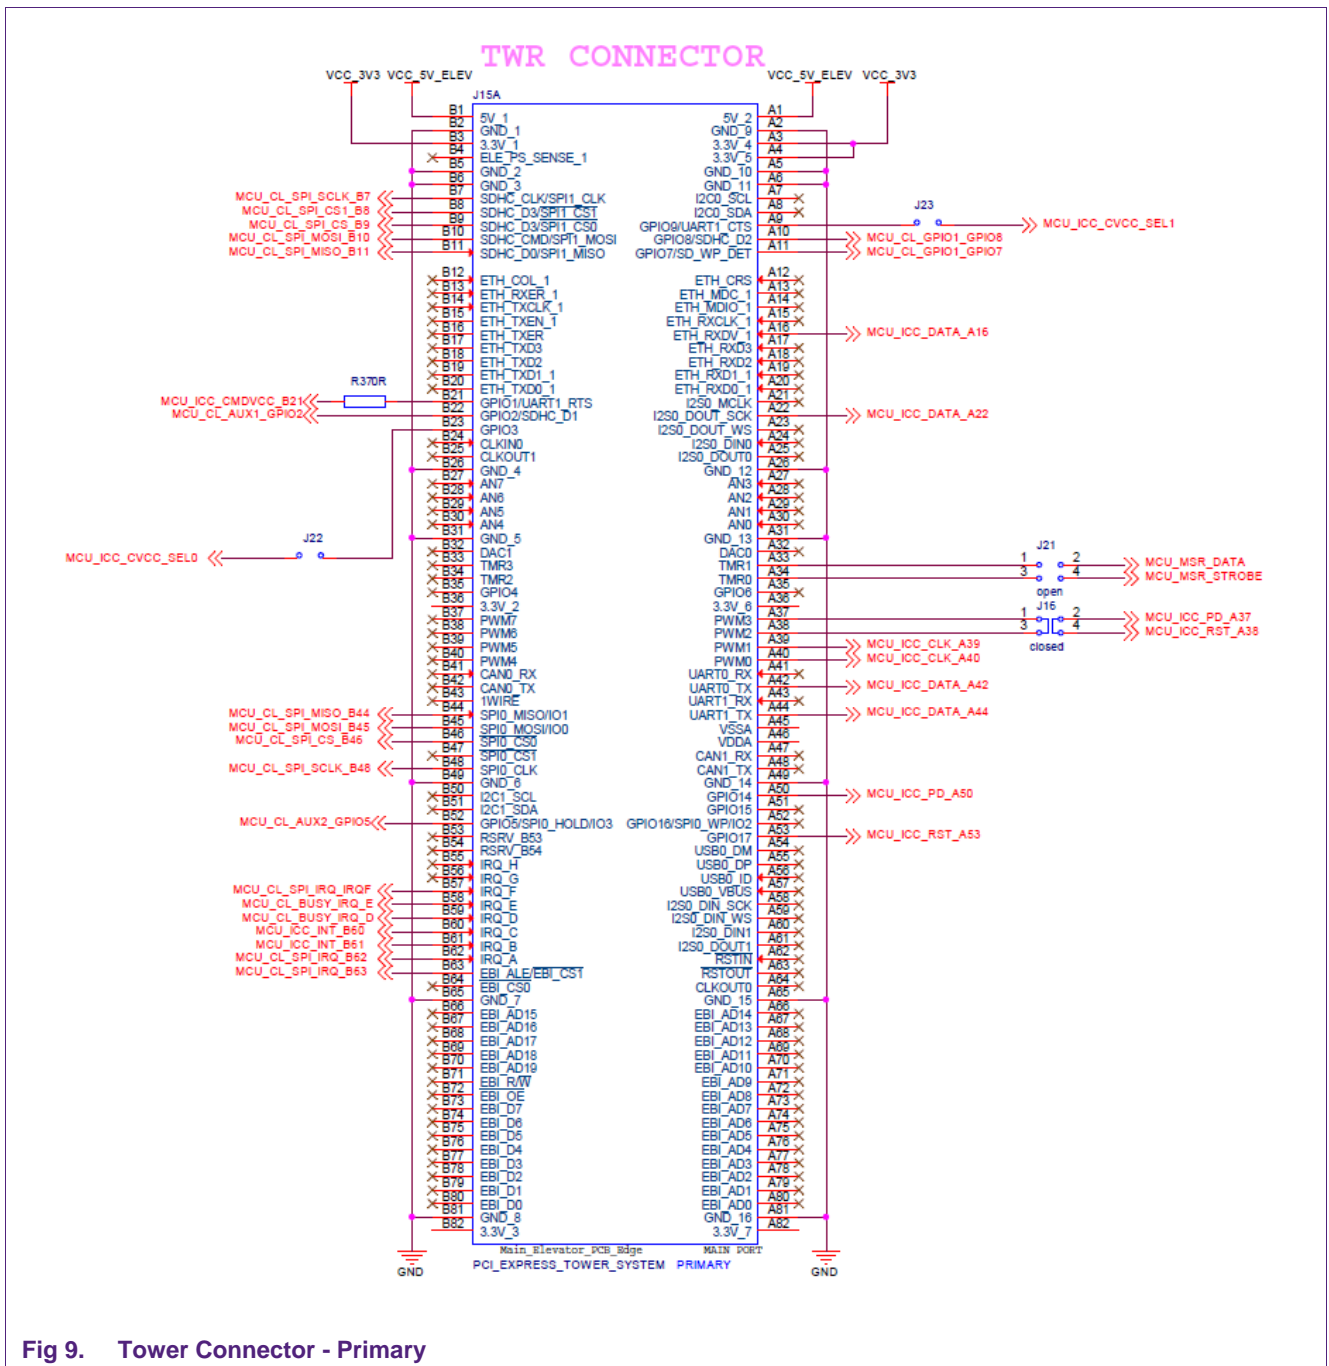 TWR CONNECTOR
VCC_3V3 VCC_5V_ELEV
VCC_5V_ELEV VCC_3V3
J15A
B1 5V_1 5V_2 A1
B2 GND_1 GND_9 A2
B3 3.3V_1 3.3V_4 A3
B4 ELE_PS_SENSE_1 3.3V_5 A4
B5 GND_2 GND_10 A5
B6 GND_3 GND_11 A6
MCU_CL_SPI_SCLK_B7 B7 SDHC_CLK/SPI1_CLK I2C0_SCL A7
MCU_CL_SPI_CS1_B8 B8 SDHC_D3/SPI1_CS1 I2C0_SDA A8
MCU_CL_SPI_CS_B9 B9 SDHC_D3/SPI1_CS0 GPIO9/UART1_CTS A9 J23 MCU_ICC_CVCC_SEL1
MCU_CL_SPI_MOSI_B10 B10 SDHC_CMD/SPI1_MOSI GPIO8/SDHC_D2 A10 MCU_CL_GPIO1_GPIO8
MCU_CL_SPI_MISO_B11 B11 SDHC_D0/SPI1_MISO GPIO7/SD_WP_DET A11 MCU_CL_GPIO1_GPIO7
B12 ETH_COL_1 ETH_CRS A12
B13 ETH_RXER_1 ETH_MDC_1 A13
B14 ETH_TXCLK_1 ETH_MDIO_1 A14
B15 ETH_TXEN_1 ETH_RXCLK_1 A15
B16 ETH_TXER ETH_RXDV_1 A16 MCU_ICC_DATA_A16
B17 ETH_TXD3 ETH_RXD3 A17
B18 ETH_TXD2 ETH_RXD2 A18
B19 ETH_TXD1_1 ETH_RXD1_1 A19
B20 ETH_TXD0_1 ETH_RXD0_1 A20
MCU_ICC_CMDVCC_B21 R370R B21 GPIO1/UART1_RTS I2S0_MCLK A21
MCU_CL_AUX1_GPIO2 B22 GPIO2/SDHC_D1 I2S0_DOUT_SCK A22 MCU_ICC_DATA_A22
B23 GPIO3 I2S0_DOUT_WS A23
B24 CLKIN0 I2S0_DIN0 A24
B25 CLKOUT1 I2S0_DOUT0 A25
B26 GND_4 GND_12 A26
B27 AN7 AN3 A27
B28 AN6 AN2 A28
B29 AN5 AN1 A29
B30 AN4 AN0 A30
B31 GND_5 GND_13 A31
MCU_ICC_CVCC_SEL0 J22 B32 DAC1 DAC0 A32
B33 TMR3 TMR1 A33 1 J21 2 MCU_MSR_DATA
B34 TMR2 TMR0 A34 3 4 MCU_MSR_STROBE
B35 GPIO4 GPIO6 A35 open
B36 3.3V_2 3.3V_6 A36 J16
B37 PWM7 PWM3 A37 1 2 MCU_ICC_PD_A37
B38 PWM6 PWM2 A38 3 4 MCU_ICC_RST_A38
B39 PWM5 PWM1 A39 MCU_ICC_CLK_A39 closed
B40 PWM4 PWM0 A40 MCU_ICC_CLK_A40
B41 CAN0_RX UART0_RX A41
B42 CAN0_TX UART0_TX A42 MCU_ICC_DATA_A42
B43 1WIRE UART1_RX A43
MCU_CL_SPI_MISO_B44 B44 SPI0_MISO/IO1 UART1_TX A44 MCU_ICC_DATA_A44
MCU_CL_SPI_MOSI_B45 B45 SPI0_MOSI/IO0 VSSA A45
MCU_CL_SPI_CS_B46 B46 SPI0_CS0 VDDA A46
B47 SPI0_CS1 CAN1_RX A47
MCU_CL_SPI_SCLK_B48 B48 SPI0_CLK CAN1_TX A48
B49 GND_6 GND_14 A49
B50 I2C1_SCL GPIO14 A50 MCU_ICC_PD_A50
B51 I2C1_SDA GPIO15 A51
MCU_CL_AUX2_GPIO5 B52 GPIO5/SPI0_HOLD/IO3 GPIO16/SPI0_WP/IO2 A52
B53 RSRV_B53 GPIO17 A53 MCU_ICC_RST_A53
B54 RSRV_B54 USB0_DM A54
B55 IRQ_H USB0_DP A55
B56 IRQ_G USB0_ID A56
MCU_CL_SPI_IRQ_IRQF B57 IRQ_F USB0_VBUS A57
MCU_CL_BUSY_IRQ_E B58 IRQ_E I2S0_DIN_SCK A58
MCU_CL_BUSY_IRQ_D B59 IRQ_D I2S0_DIN_WS A59
MCU_ICC_INT_B60 B60 IRQ_C I2S0_DIN1 A60
MCU_ICC_INT_B61 B61 IRQ_B I2S0_DOUT1 A61
MCU_CL_SPI_IRQ_B62 B62 IRQ_A RSTIN A62
MCU_CL_SPI_IRQ_B63 B63 EBI_ALE/EBI_CS1 RSTOUT A63
B64 EBI_CS0 CLKOUT0 A64
B65 GND_7 GND_15 A65
B66 EBI_AD15 EBI_AD14 A66
B67 EBI_AD16 EBI_AD13 A67
B68 EBI_AD17 EBI_AD12 A68
B69 EBI_AD18 EBI_AD11 A69
B70 EBI_AD19 EBI_AD10 A70
B71 EBI_R/W EBI_AD9 A71
B72 EBI_OE EBI_AD8 A72
B73 EBI_D7 EBI_AD7 A73
B74 EBI_D6 EBI_AD6 A74
B75 EBI_D5 EBI_AD5 A75
B76 EBI_D4 EBI_AD4 A76
B77 EBI_D3 EBI_AD3 A77
B78 EBI_D2 EBI_AD2 A78
B79 EBI_D1 EBI_AD1 A79
B80 EBI_D0 EBI_AD0 A80
B81 GND_8 GND_16 A81
B82 3.3V_3 3.3V_7 A82
Main_Elevator_PCB_Edge MAIN PORT
PCI_EXPRESS_TOWER_SYSTEM PRIMARY
GND GND
Fig 9. Tower Connector - Primary